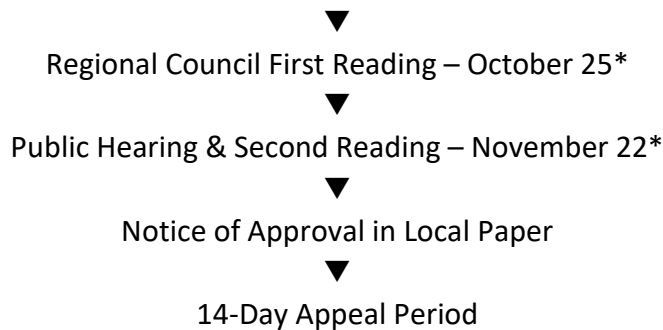 Regional Council First Reading – October 25*
Public Hearing & Second Reading – November 22*
Notice of Approval in Local Paper
14-Day Appeal Period